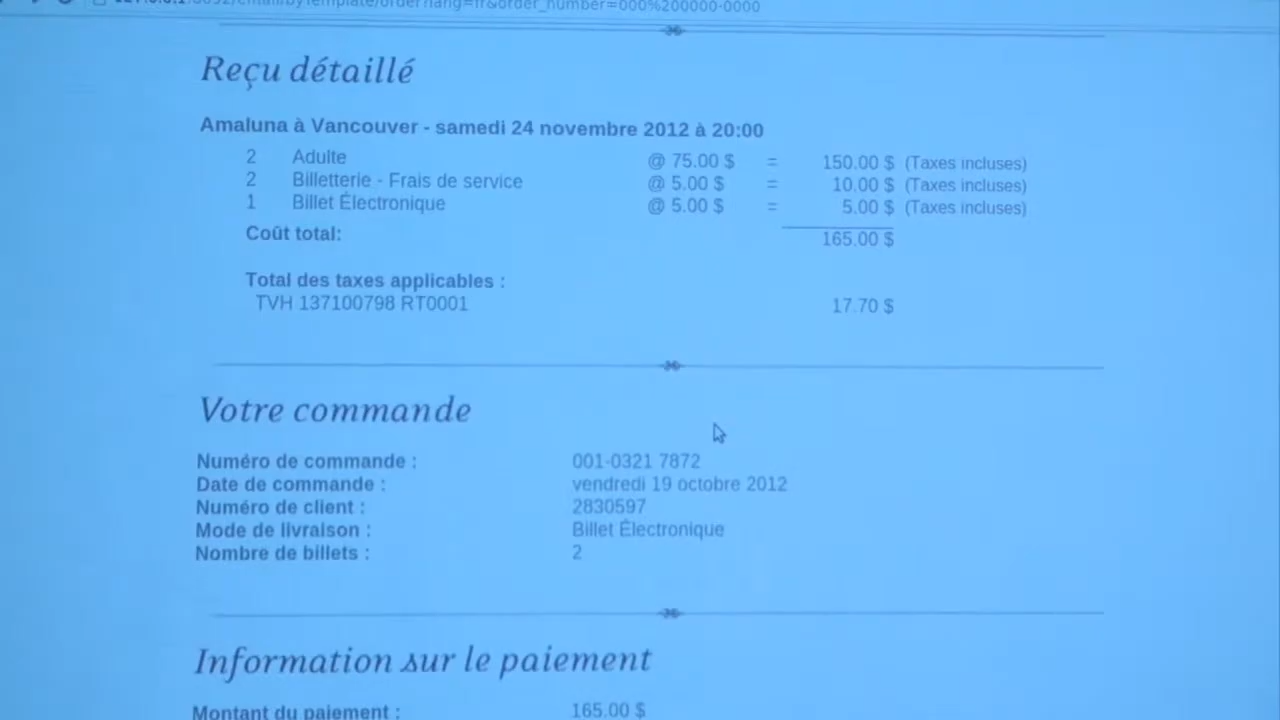 Reçu détaillé
Amaluna à Vancouver - samedi 24 novembre 2012 à 20:00
2 Adulte @ 75.00 $ = 150.00 $ (Taxes incluses)
2 Billetterie - Frais de service @ 5.00 $ = 10.00 $ (Taxes incluses)
1 Billet Électronique @ 5.00 $ = 5.00 $ (Taxes incluses)
Coût total: 165.00 $
Total des taxes applicables :
TVH 137100798 RT0001 17.70 $
Votre commande
Numéro de commande : 001-0321 7872
Date de commande : vendredi 19 octobre 2012
Numéro de client : 2830597
Mode de livraison : Billet Électronique
Nombre de billets : 2
Information sur le paiement
Montant du paiement : 165.00 $